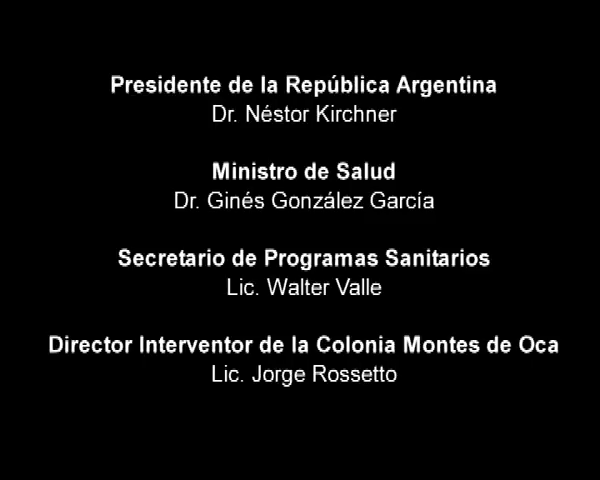 Presidente de la República Argentina
Dr. Néstor Kirchner
Ministro de Salud
Dr. Ginés González García
Secretario de Programas Sanitarios
Lic. Walter Valle
Director Interventor de la Colonia Montes de Oca
Lic. Jorge Rossetto